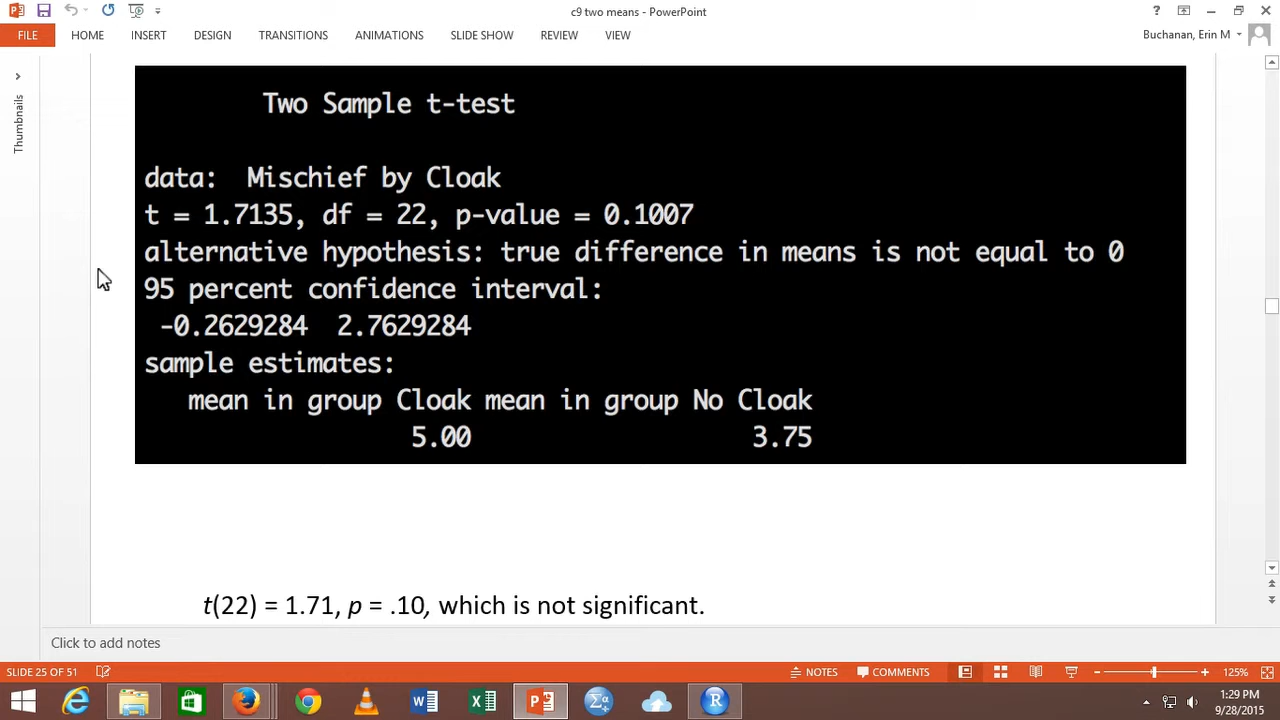 c9 two means - PowerPoint
?
FILE HOME INSERT DESIGN TRANSITIONS ANIMATIONS SLIDE SHOW REVIEW VIEW Buchanan, Erin M
Thumbnails
Two Sample t-test
data: Mischief by Cloak
t = 1.7135, df = 22, p-value = 0.1007
alternative hypothesis: true difference in means is not equal to 0
95 percent confidence interval:
-0.2629284 2.7629284
sample estimates:
mean in group Cloak mean in group No Cloak
5.00 3.75
t(22) = 1.71, p = .10, which is not significant.
Click to add notes
SLIDE 25 OF 51 NOTES COMMENTS 125%
1:29 PM
9/28/2015